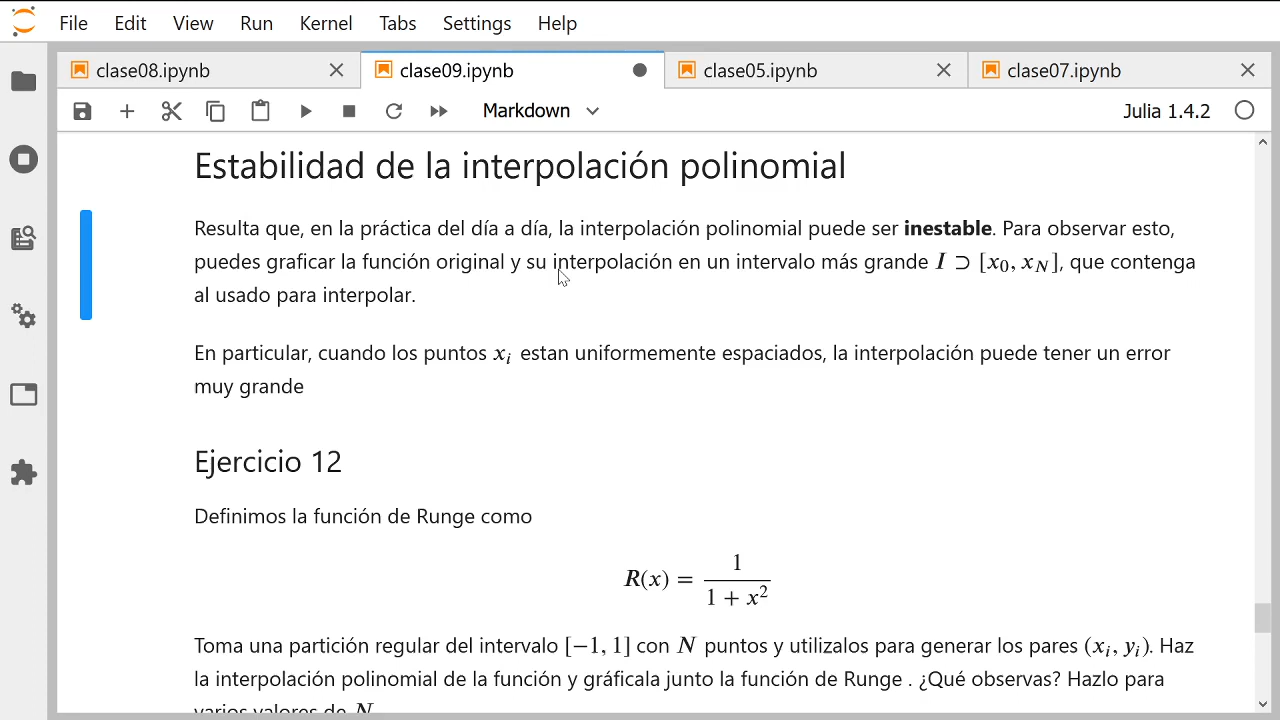 File Edit View Run Kernel Tabs Settings Help
clase08.ipynb clase09.ipynb clase05.ipynb clase07.ipynb
Markdown Julia 1.4.2
Estabilidad de la interpolación polinomial
Resulta que, en la práctica del día a día, la interpolación polinomial puede ser inestable. Para observar esto,
puedes graficar la función original y su interpolación en un intervalo más grande I ⊃ [x₀, x_N], que contenga
al usado para interpolar.
En particular, cuando los puntos xᵢ estan uniformemente espaciados, la interpolación puede tener un error
muy grande
Ejercicio 12
Definimos la función de Runge como
R(x) = 1 / (1 + x²)
Toma una partición regular del intervalo [−1, 1] con N puntos y utilizalos para generar los pares (xᵢ, yᵢ). Haz
la interpolación polinomial de la función y gráficala junto la función de Runge . ¿Qué observas? Hazlo para
varios valores de N